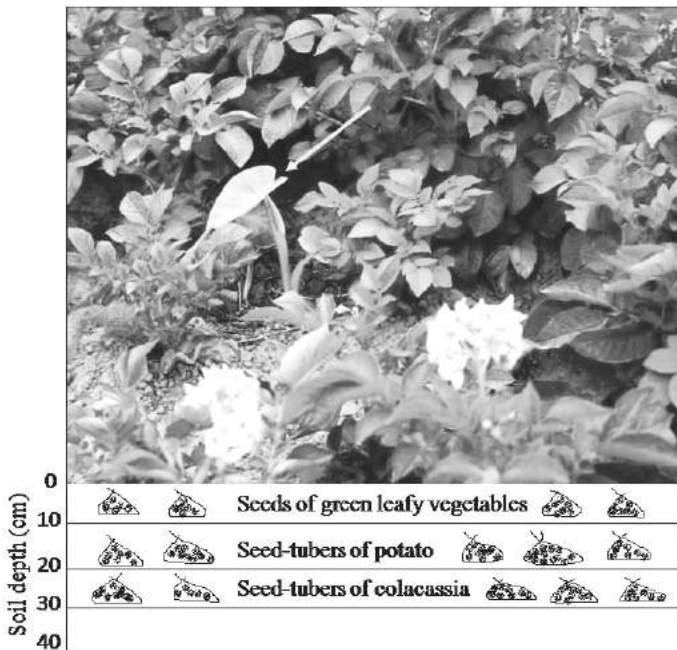 0
Seeds of green leafy vegetables
10
Seed-tubers of potato
20
Seed-tubers of colacassia
30
40
Soil depth (cm)